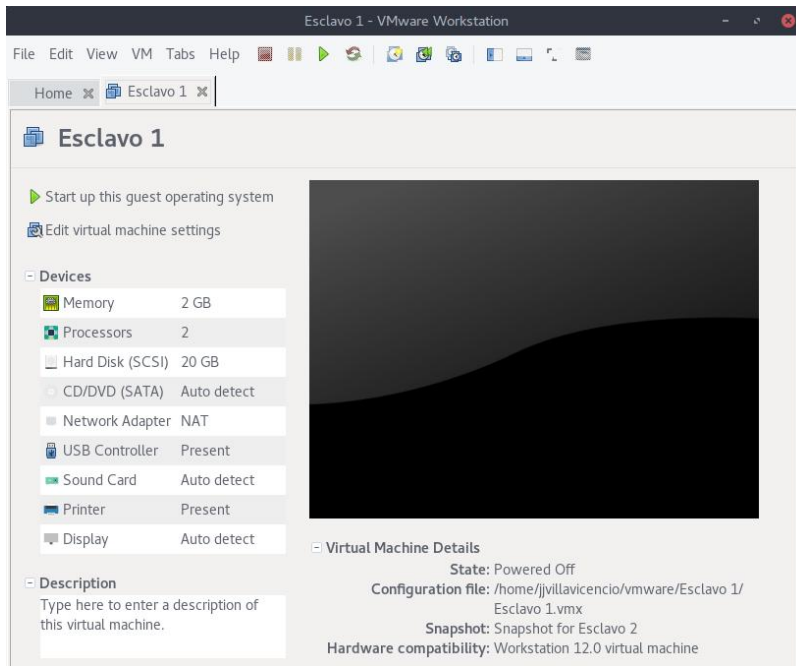 Esclavo 1 - VMware Workstation
File Edit View VM Tabs Help
Home Esclavo 1
Esclavo 1
Start up this guest operating system
Edit virtual machine settings
Devices
Memory 2 GB
Processors 2
Hard Disk (SCSI) 20 GB
CD/DVD (SATA) Auto detect
Network Adapter NAT
USB Controller Present
Sound Card Auto detect
Printer Present
Display Auto detect
Description
Type here to enter a description of
this virtual machine.
Virtual Machine Details
State: Powered Off
Configuration file: /home/jjvillavicencio/vmware/Esclavo 1/
Esclavo 1.vmx
Snapshot: Snapshot for Esclavo 2
Hardware compatibility: Workstation 12.0 virtual machine